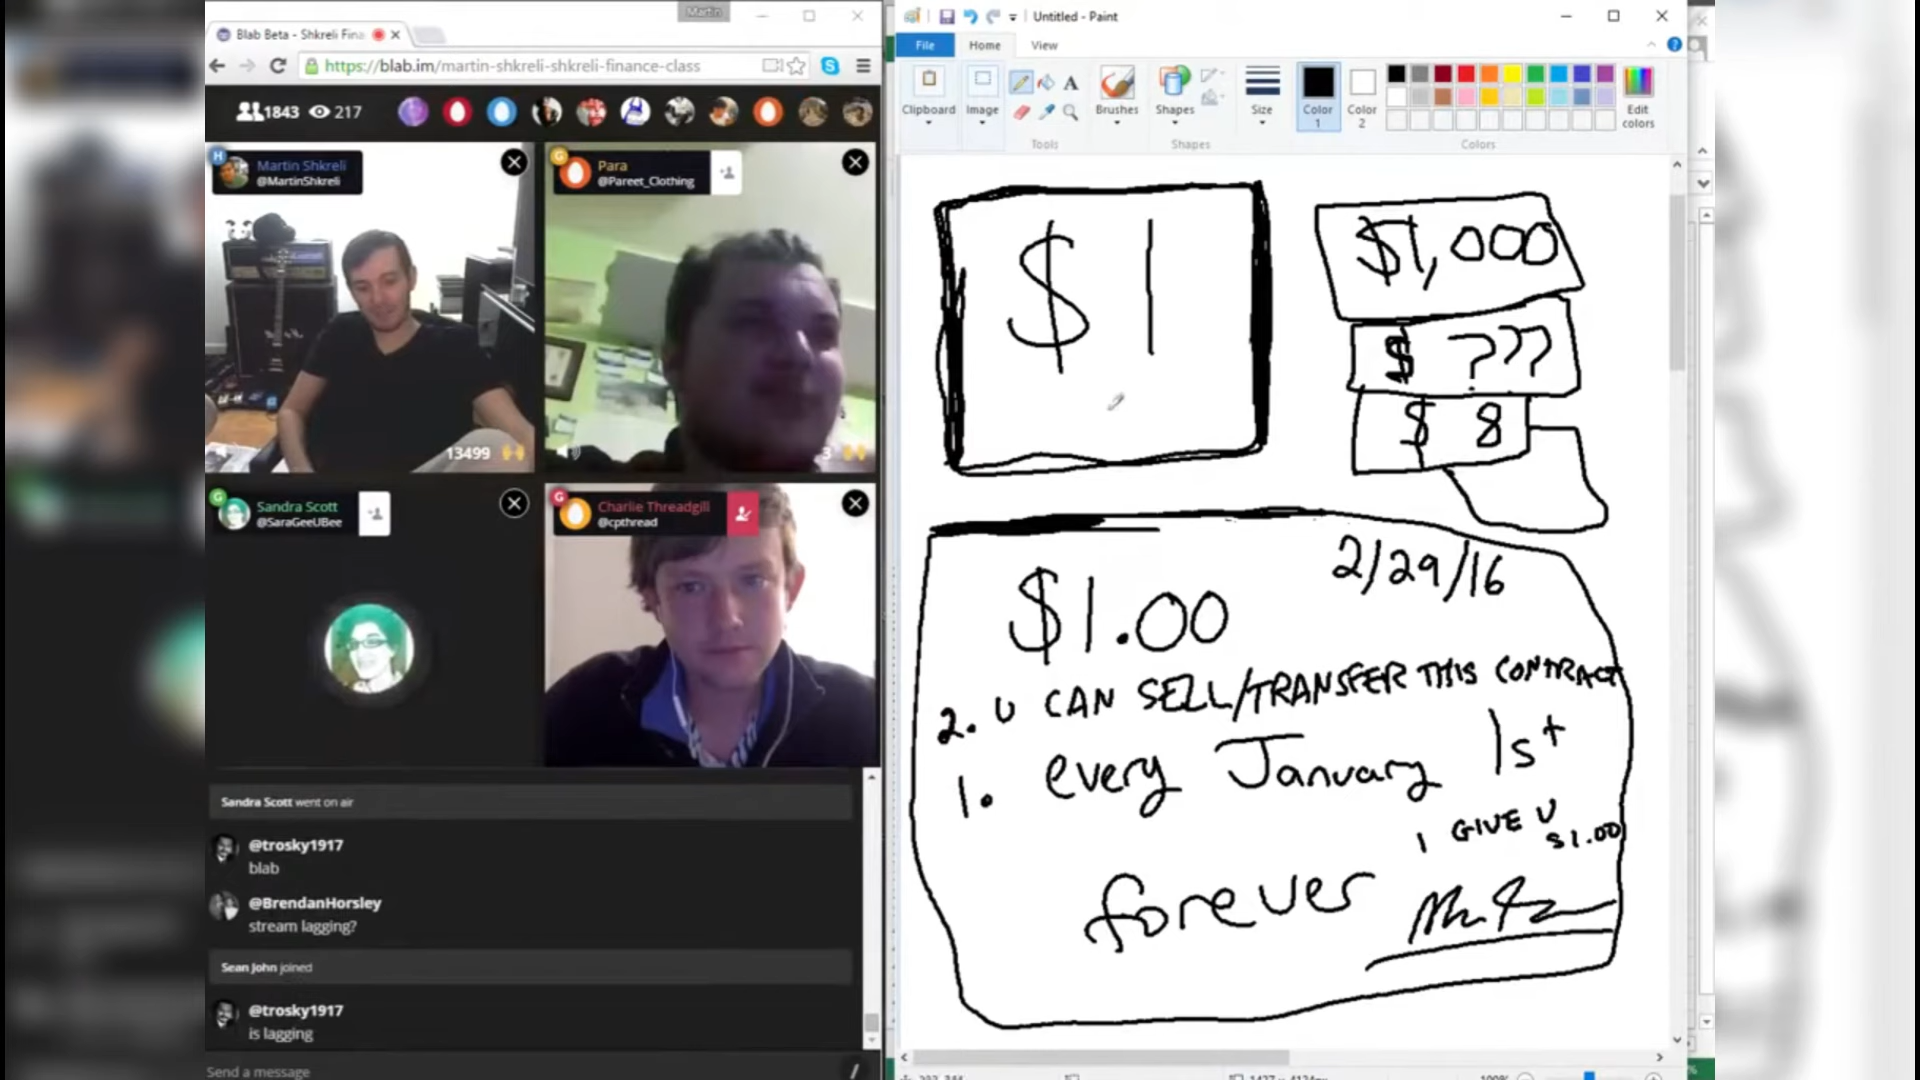 Martin
Blab Beta - Shkreli Fina
https://blab.im/martin-shkreli-shkreli-finance-class
1843 217
H
Martin Shkreli
@MartinShkreli
13499
G
Para
@Pareet_Clothing
3
G
Sandra Scott
@SaraGeeUBee
G
Charlie Threadgill
@cpthread
Sandra Scott went on air
@trosky1917
blab
@BrendanHorsley
stream lagging?
Sean John joined
@trosky1917
is lagging
Send a message /
Untitled - Paint
File Home View
Clipboard
Image
A
Tools
Brushes
Shapes
Shapes
Size
Color 1
Color 2
Edit colors
Colors
$ 1
$1,000
$ ???
$ 8
2/29/16
$1.00
2. U CAN SELL/TRANSFER THIS CONTRACT
1. every January 1st
I GIVE U
$1.00
forever